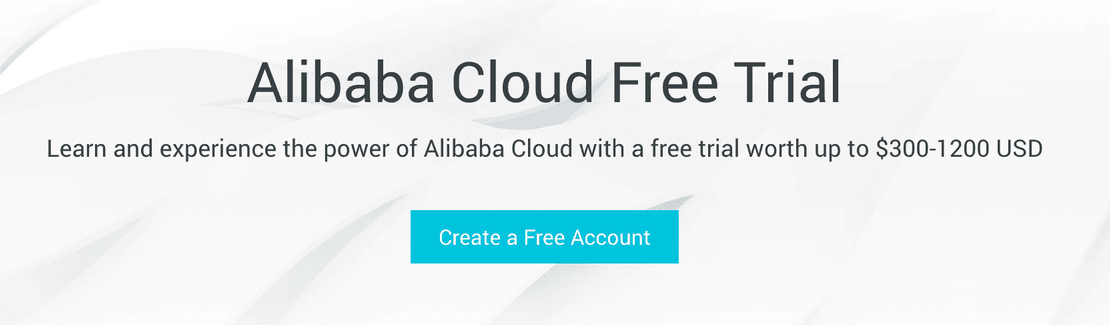 Alibaba Cloud Free Trial
Learn and experience the power of Alibaba Cloud with a free trial worth up to $300-1200 USD
Create a Free Account